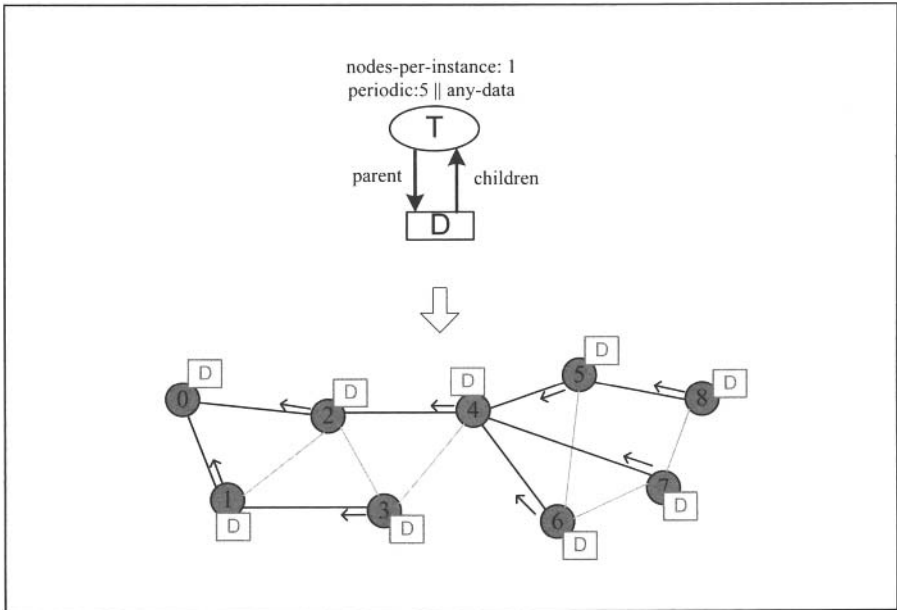 nodes-per-instance: 1
periodic:5 || any-data
T
parent
children
D
D
0
D
2
D
4
D
5
D
8
D
1
D
3
D
6
D
7
D